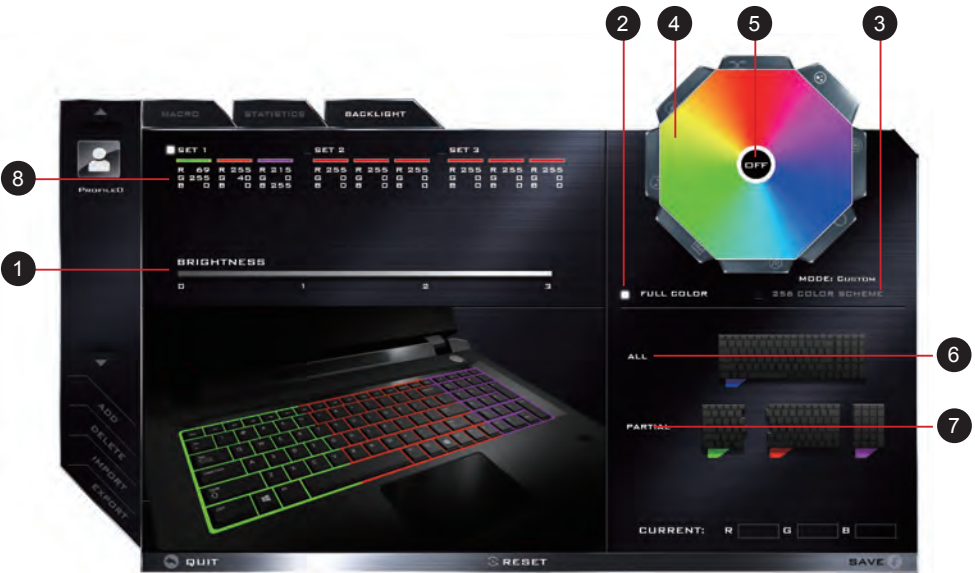 2
4
5
3
MACRO
STATISTICS
BACKLIGHT
SET 1
SET 2
SET 3
OFF
8
R 69 R 255 R 215 R 255 R 255 R 255 R 255 R 255 R 255
G 255 G 40 G 0 G 0 G 0 G 0 G 0 G 0 G 0
B 0 B 0 B 255 B 0 B 0 B 0 B 0 B 0 B 0
PROFILE0
1
BRIGHTNESS
0 1 2 3
MODE: CUSTOM
FULL COLOR
256 COLOR SCHEME
ALL
6
PARTIAL
7
ADD
DELETE
IMPORT
EXPORT
CURRENT: R G B
QUIT
RESET
SAVE